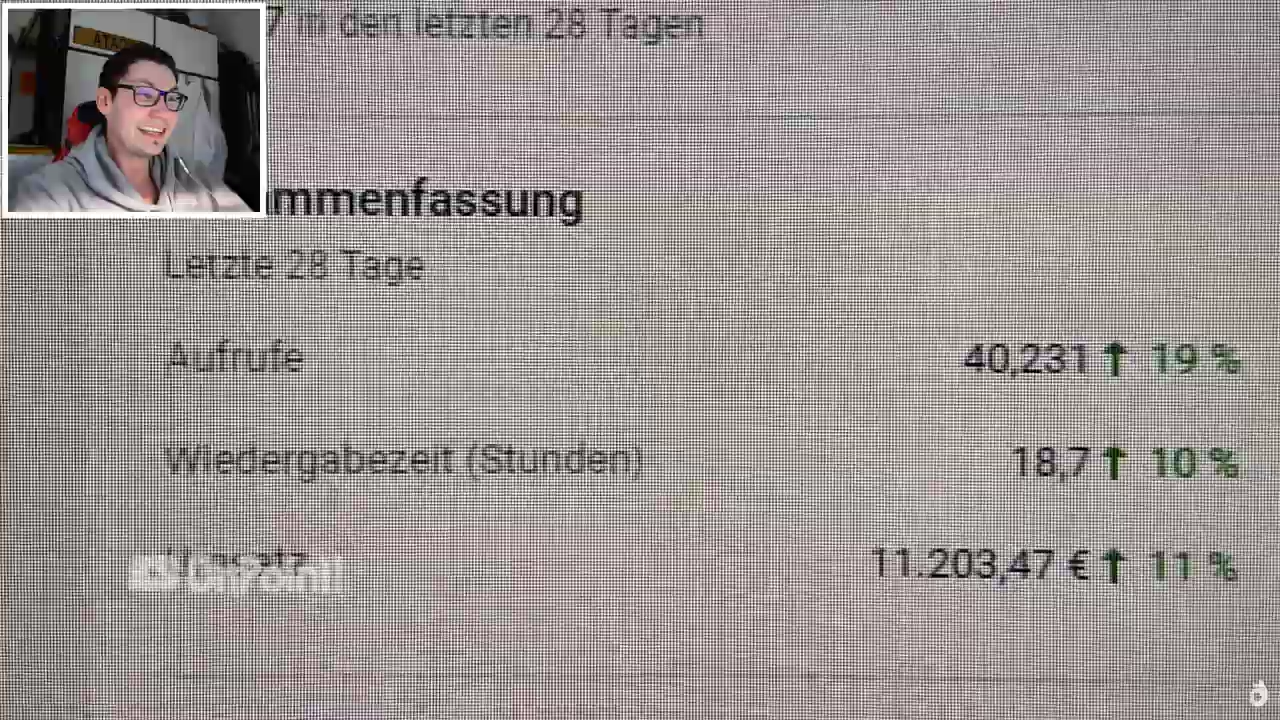 7 in den letzten 28 Tagen
mmenfassung
Letzte 28 Tage
Aufrufe 40,231 ↑ 19 %
Wiedergabezeit (Stunden) 18,7 ↑ 10 %
11.203,47 € ↑ 11 %